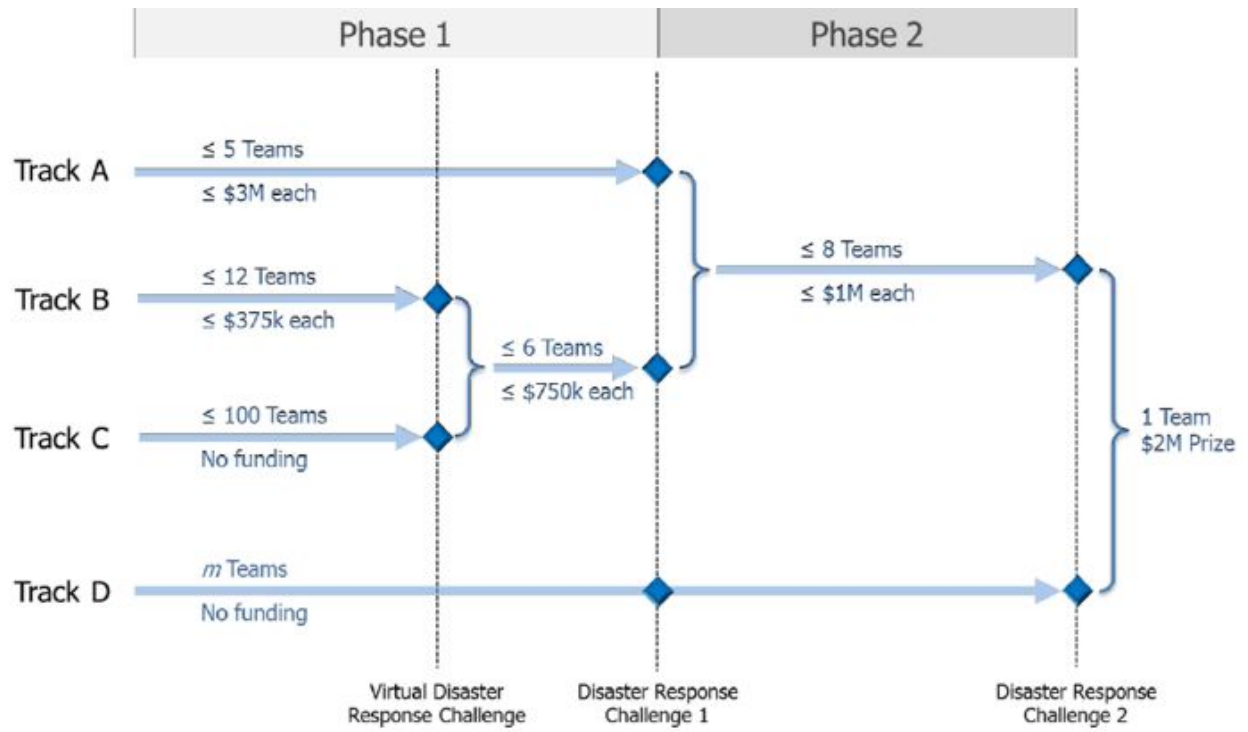 Phase 1
Phase 2
Track A
≤ 5 Teams
≤ $3M each
Track B
≤ 12 Teams
≤ $375k each
≤ 8 Teams
≤ $1M each
≤ 6 Teams
≤ $750k each
Track C
≤ 100 Teams
No funding
1 Team
$2M Prize
Track D
m Teams
No funding
Virtual Disaster
Response Challenge
Disaster Response
Challenge 1
Disaster Response
Challenge 2